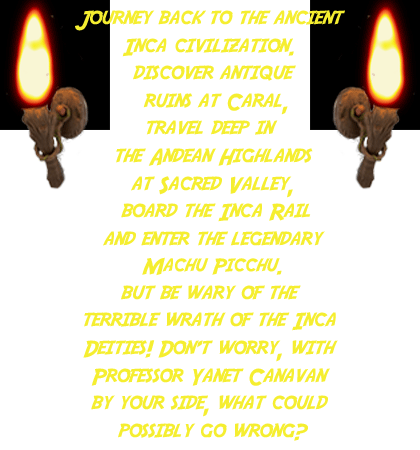 Journey back to the ancient
Inca civilization.
Discover antique
ruins at Caral,
travel deep in
the Andean Highlands
at Sacred Valley,
board the Inca Rail
and enter the legendary
Machu Picchu.
But be wary of the
terrible wrath of the Inca
Deities! Don't worry, with
Professor Yanet Canavan
by your side, what could
possibly go wrong?